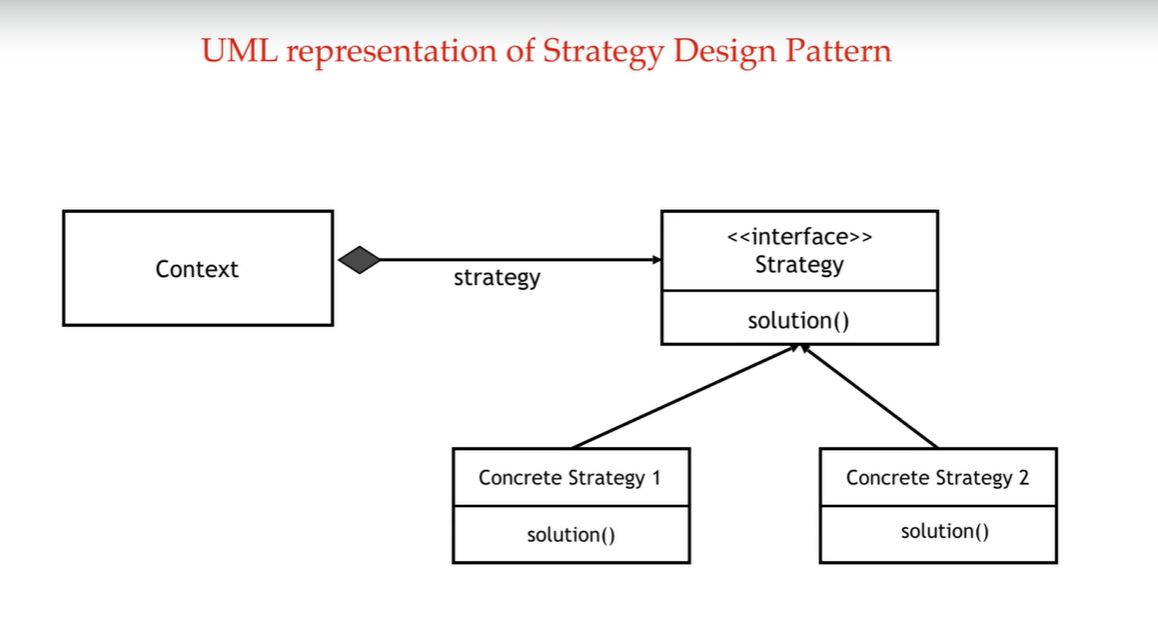 UML representation of Strategy Design Pattern
Context
strategy
<<interface>>
Strategy
solution()
Concrete Strategy 1
solution()
Concrete Strategy 2
solution()